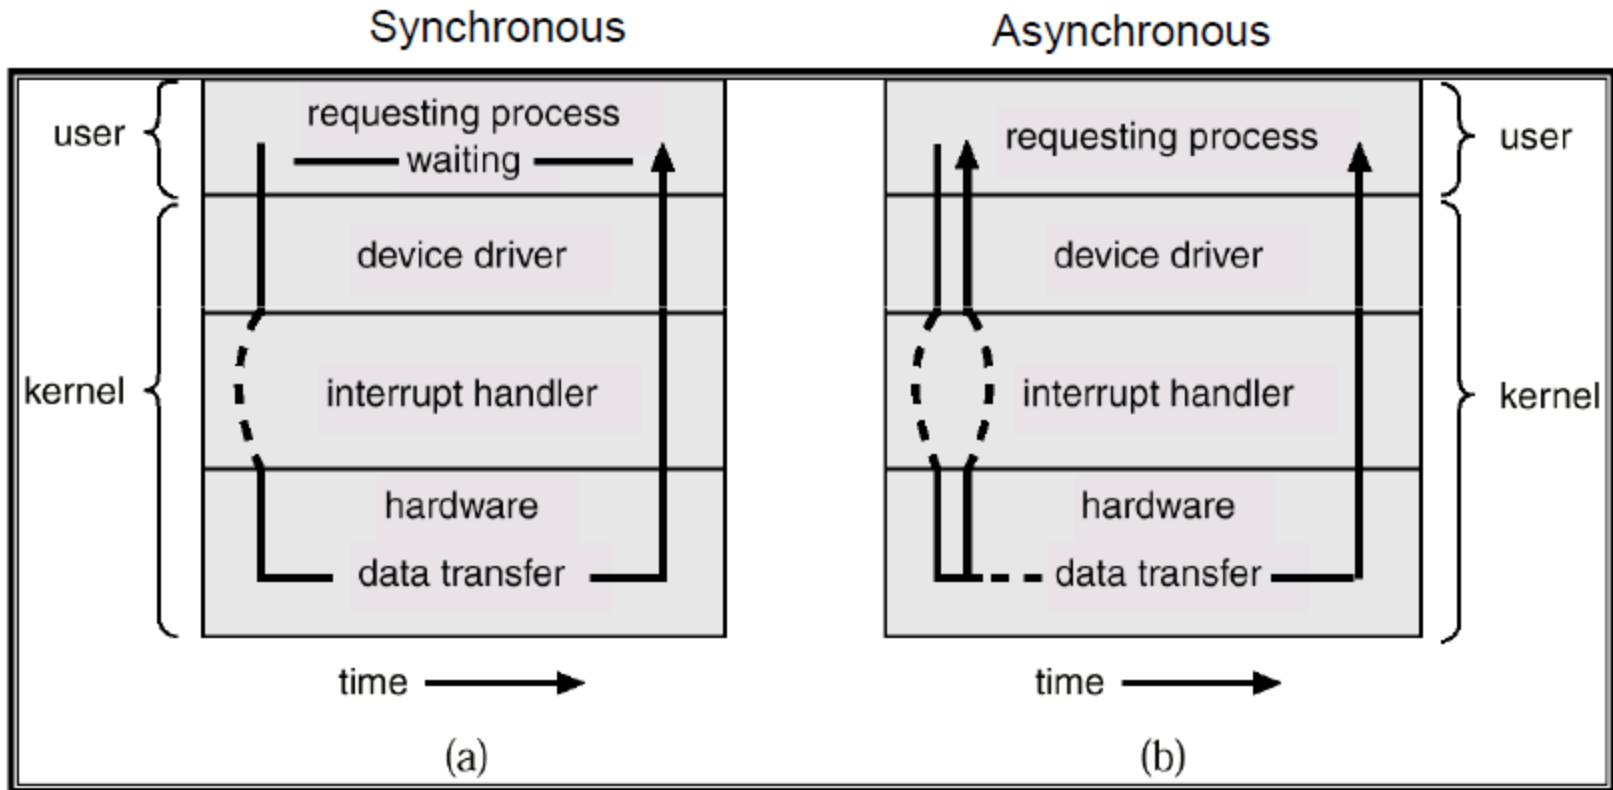 Synchronous
Asynchronous
user
requesting process
waiting
device driver
kernel
interrupt handler
hardware
data transfer
time
(a)
requesting process
user
device driver
interrupt handler
kernel
hardware
data transfer
time
(b)